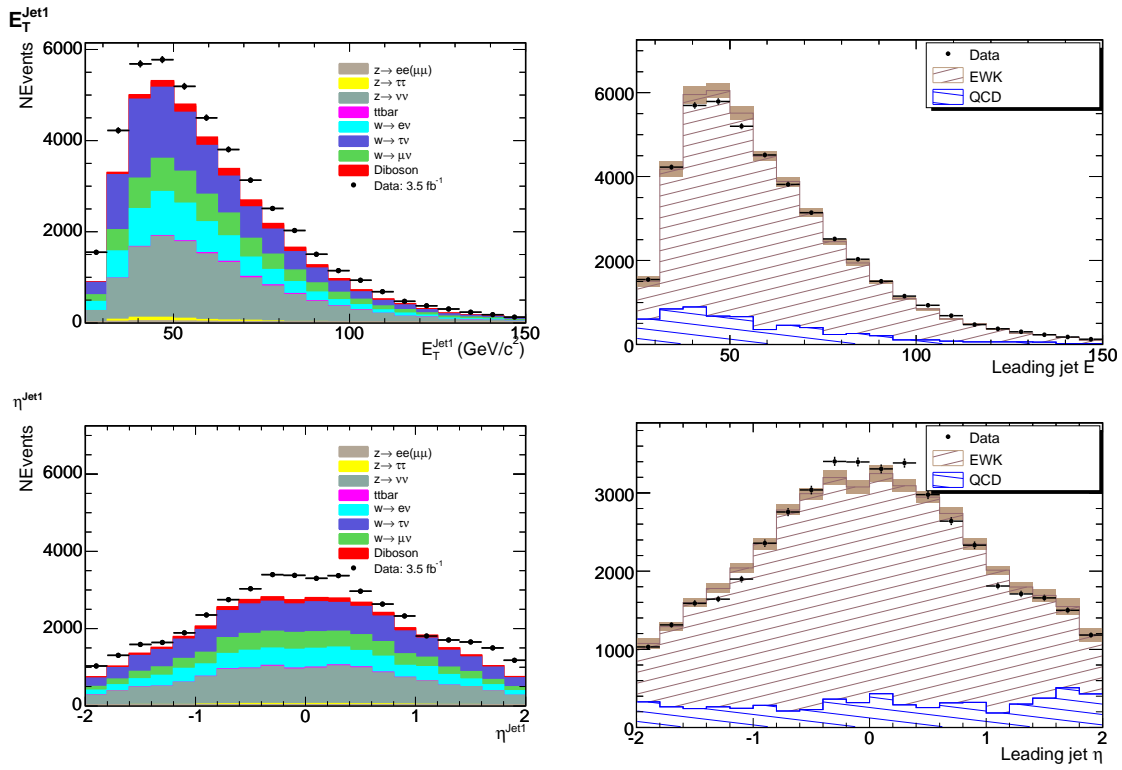 E_T^Jet1
NEvents
6000
4000
2000
0
50
100
150
E_T^Jet1 (GeV/c²)
z→ ee(μμ)
z→ ττ
z→ νν
ttbar
w→ eν
w→ τν
w→ μν
Diboson
Data: 3.5 fb⁻¹
6000
4000
2000
0
50
100
150
Leading jet E
Data
EWK
QCD
η^Jet1
NEvents
6000
4000
2000
0
-2
-1
0
1
2
η^Jet1
z→ ee(μμ)
z→ ττ
z→ νν
ttbar
w→ eν
w→ τν
w→ μν
Diboson
Data: 3.5 fb⁻¹
3000
2000
1000
0
-2
-1
0
1
2
Leading jet η
Data
EWK
QCD